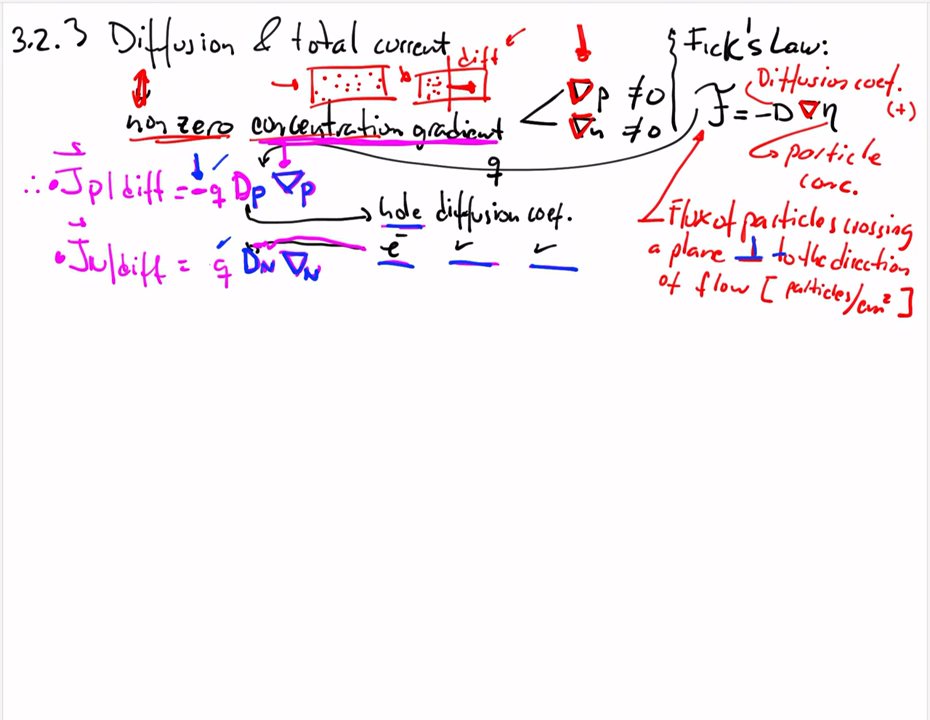 3.2.3 Diffusion & total current
diff
non zero concentration gradient
∇p ≠0
∇n ≠0
Fick's Law:
Diffusion coef.
(+)
F = -D ∇η
particle
conc.
q
∴ • Jp|diff = -q Dp ∇p
hole diffusion coef.
• JN|diff = q DN ∇N
e⁻ ✓ ✓
Flux of particles crossing
a plane ⊥ to the direction
of flow [particles/cm²]